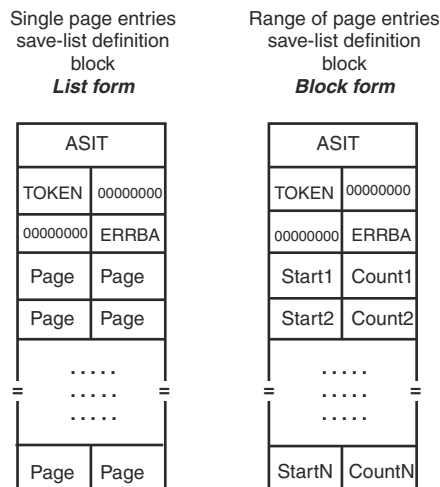 Single page entries
save-list definition
block
List form
ASIT
TOKEN 00000000
00000000 ERRBA
Page Page
Page Page
.....
= ..... =
.....
Page Page
Range of page entries
save-list definition
block
Block form
ASIT
TOKEN 00000000
00000000 ERRBA
Start1 Count1
Start2 Count2
.....
= ..... =
.....
StartN CountN